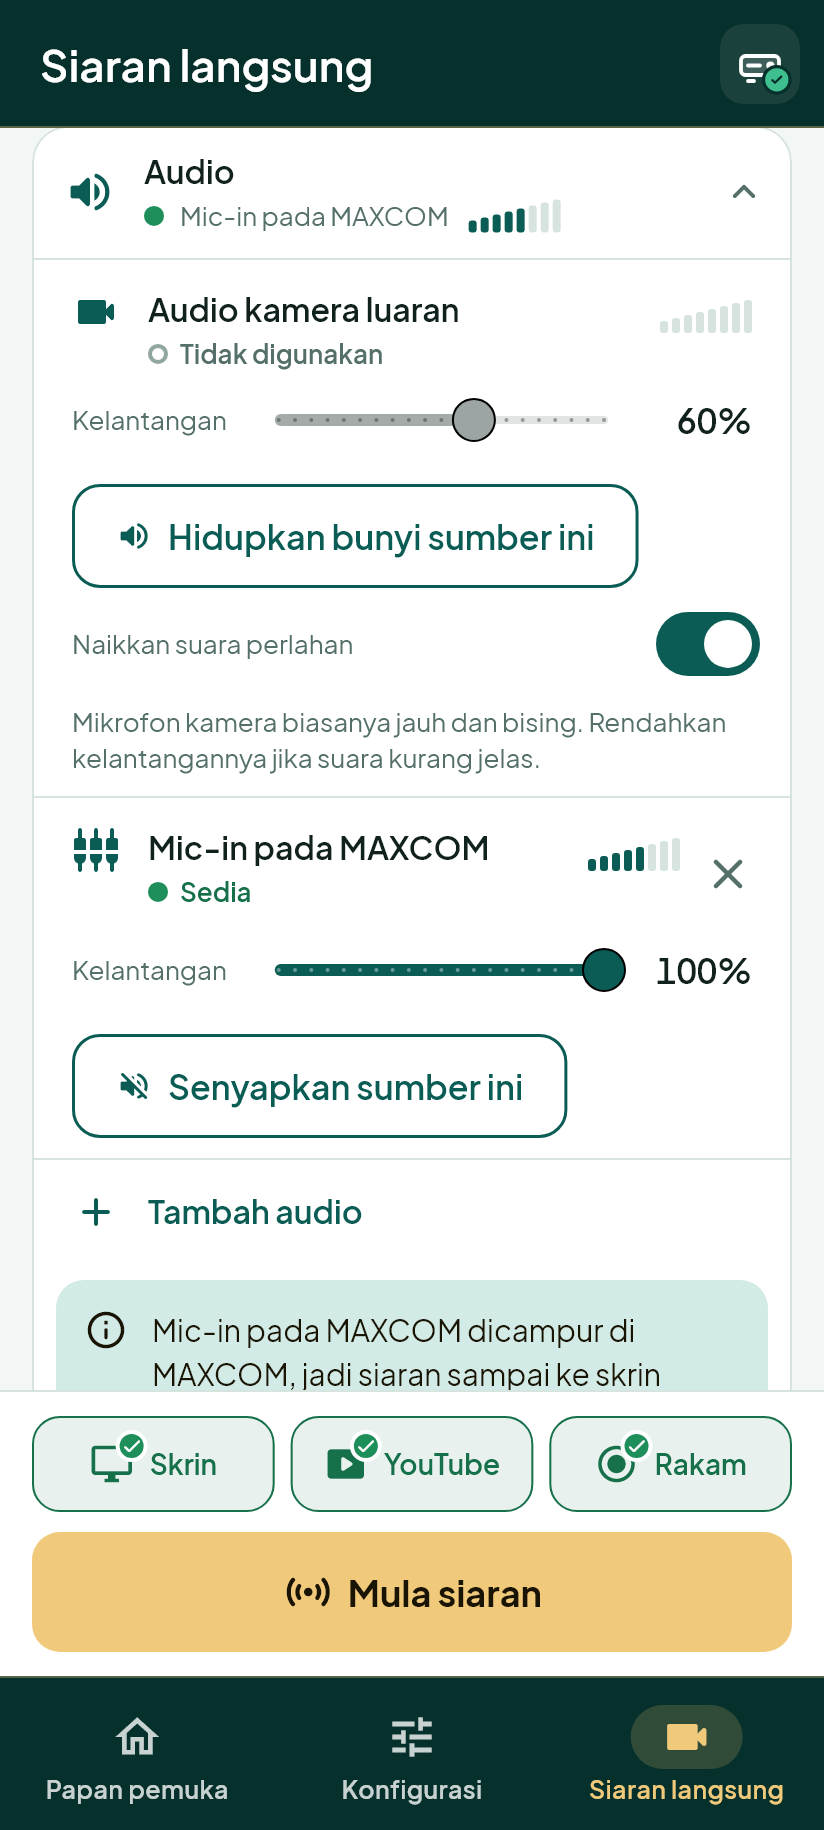 Siaran langsung
Audio
Mic-in pada MAXCOM
Audio kamera luaran
Tidak digunakan
Kelantangan
60%
Hidupkan bunyi sumber ini
Naikkan suara perlahan
Mikrofon kamera biasanya jauh dan bising. Rendahkan
kelantangannya jika suara kurang jelas.
Mic-in pada MAXCOM
Sedia
Kelantangan
100%
Senyapkan sumber ini
Tambah audio
Mic-in pada MAXCOM dicampur di
MAXCOM, jadi siaran sampai ke skrin
Skrin
YouTube
Rakam
Mula siaran
Papan pemuka
Konfigurasi
Siaran langsung